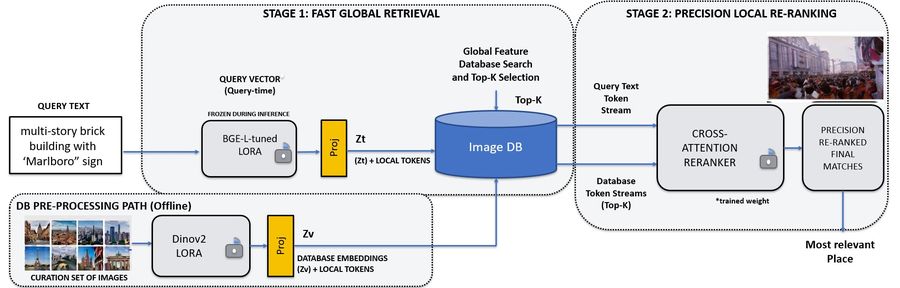 STAGE 1: FAST GLOBAL RETRIEVAL
STAGE 2: PRECISION LOCAL RE-RANKING
QUERY TEXT
multi-story brick
building with
‘Marlboro” sign
QUERY VECTOR
(Query-time)
FROZEN DURING INFERENCE
BGE-L-tuned
LORA
Proj
Zt
(Zt) + LOCAL TOKENS
Global Feature
Database Search
and Top-K Selection
Top-K
Image DB
Query Text
Token
Stream
Database
Token Streams
(Top-K)
CROSS-
ATTENTION
RERANKER
*trained weight
PRECISION
RE-RANKED
FINAL
MATCHES
Most relevant
Place
DB PRE-PROCESSING PATH (Offline)
CURATION SET OF IMAGES
Dinov2
LORA
Proj
Zv
DATABASE EMBEDDINGS
(Zv) + LOCAL TOKENS